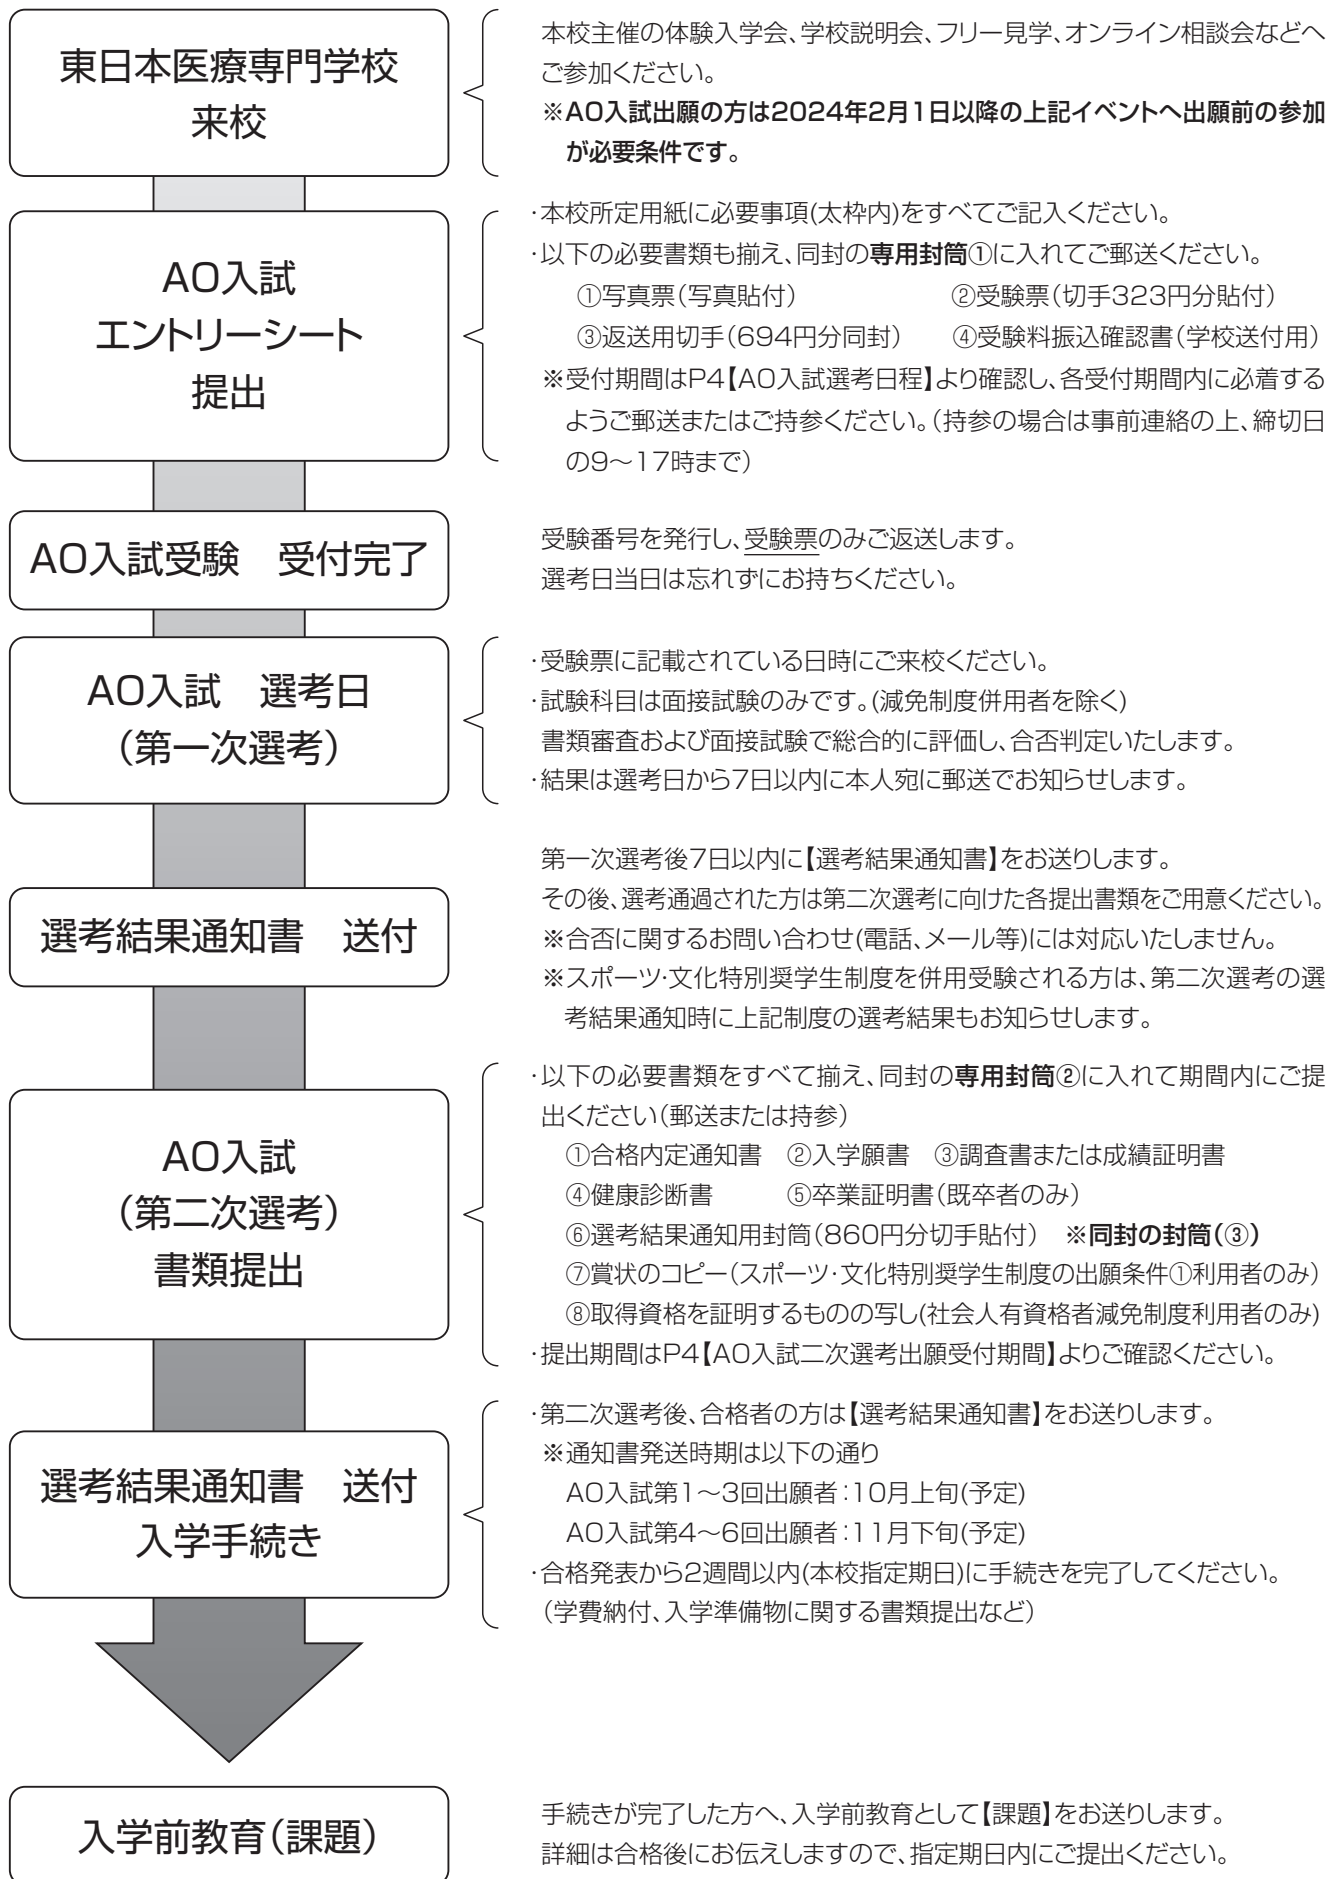 東日本医療専門学校
来校
本校主催の体験入学会、学校説明会、フリー見学、オンライン相談会などへ
ご参加ください。
※AO入試出願の方は2024年2月1日以降の上記イベントへ出願前の参加
が必要条件です。
AO入試
エントリーシート
提出
・本校所定用紙に必要事項(太枠内)をすべてご記入ください。
・以下の必要書類も揃え、同封の専用封筒①に入れてご郵送ください。
①写真票（写真貼付） ②受験票（切手323円分貼付）
③返送用切手（694円分同封） ④受験料振込確認書（学校送付用）
※受付期間はP4【AO入試選考日程】より確認し、各受付期間内に必着する
ようご郵送またはご持参ください。（持参の場合は事前連絡の上、締切日
の9〜17時まで）
AO入試受験　受付完了
受験番号を発行し、受験票のみご返送します。
選考日当日は忘れずにお持ちください。
AO入試　選考日
（第一次選考）
・受験票に記載されている日時にご来校ください。
・試験科目は面接試験のみです。(減免制度併用者を除く)
書類審査および面接試験で総合的に評価し、合否判定いたします。
・結果は選考日から7日以内に本人宛に郵送でお知らせします。
選考結果通知書　送付
第一次選考後7日以内に【選考結果通知書】をお送りします。
その後、選考通過された方は第二次選考に向けた各提出書類をご用意ください。
※合否に関するお問い合わせ(電話、メール等)には対応いたしません。
※スポーツ・文化特別奨学生制度を併用受験される方は、第二次選考の選
考結果通知時に上記制度の選考結果もお知らせします。
AO入試
（第二次選考）
書類提出
・以下の必要書類をすべて揃え、同封の専用封筒②に入れて期間内にご提
出ください（郵送または持参）
①合格内定通知書　②入学願書　③調査書または成績証明書
④健康診断書　⑤卒業証明書（既卒者のみ）
⑥選考結果通知用封筒（860円分切手貼付）　※同封の封筒（③）
⑦賞状のコピー（スポーツ・文化特別奨学生制度の出願条件①利用者のみ）
⑧取得資格を証明するものの写し(社会人有資格者減免制度利用者のみ)
・提出期間はP4【AO入試二次選考出願受付期間】よりご確認ください。
選考結果通知書　送付
入学手続き
・第二次選考後、合格者の方は【選考結果通知書】をお送りします。
※通知書発送時期は以下の通り
AO入試第1〜3回出願者：10月上旬(予定)
AO入試第4〜6回出願者：11月下旬(予定)
・合格発表から2週間以内(本校指定期日)に手続きを完了してください。
（学費納付、入学準備物に関する書類提出など）
入学前教育（課題）
手続きが完了した方へ、入学前教育として【課題】をお送りします。
詳細は合格後にお伝えしますので、指定期日内にご提出ください。